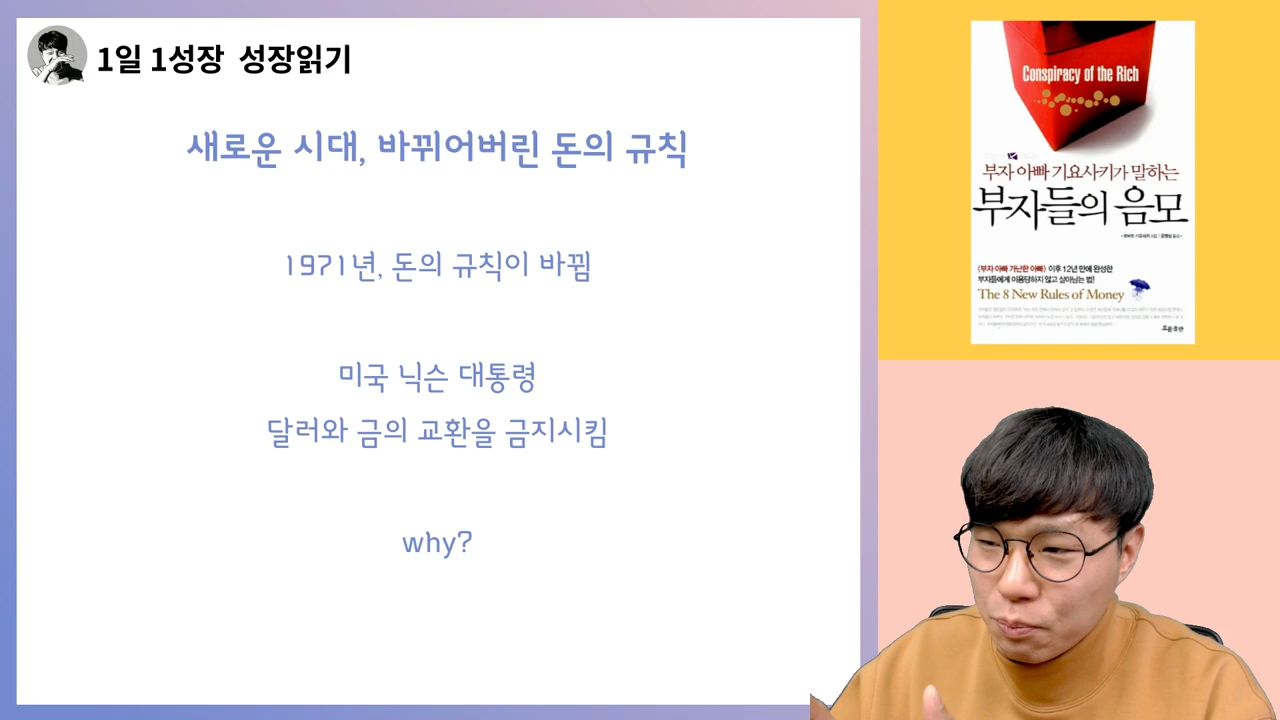 1일 1성장 성장읽기
새로운 시대, 바뀌어버린 돈의 규칙
1971년, 돈의 규칙이 바뀜
미국 닉슨 대통령
달러와 금의 교환을 금지시킴
why?
Conspiracy of the Rich
부자 아빠 기요사키가 말하는
부자들의 음모
《부자 아빠 가난한 아빠》 이후 12년 만에 완성한
부자들에게 이용당하지 않고 살아남는 법!
The 8 New Rules of Money